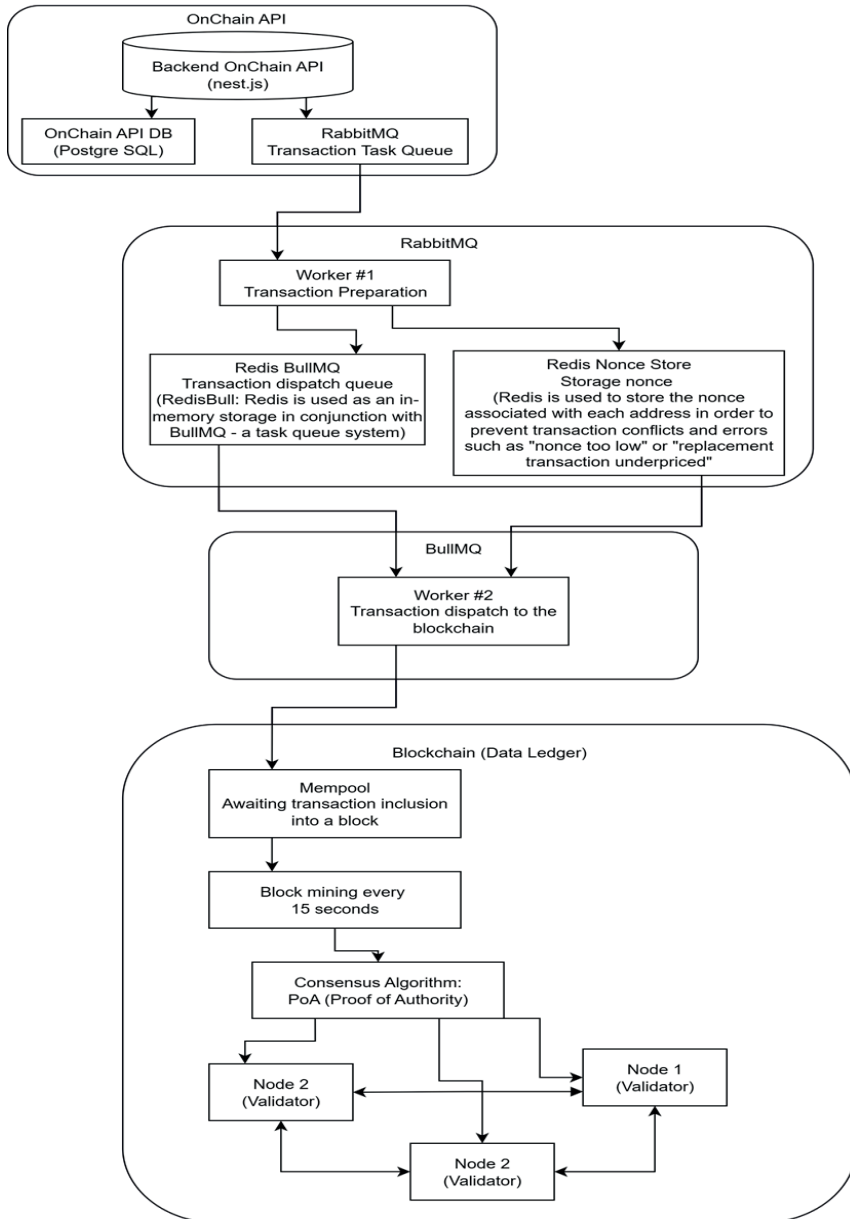 OnChain API
Backend OnChain API
(nest.js)
OnChain API DB
(Postgre SQL)
RabbitMQ
Transaction Task Queue
RabbitMQ
Worker #1
Transaction Preparation
Redis BullMQ
Transaction dispatch queue
(RedisBull: Redis is used as an in-
memory storage in conjunction with
BullMQ - a task queue system)
Redis Nonce Store
Storage nonce
(Redis is used to store the nonce
associated with each address in order to
prevent transaction conflicts and errors
such as "nonce too low" or "replacement
transaction underpriced"
BullMQ
Worker #2
Transaction dispatch to the
blockchain
Blockchain (Data Ledger)
Mempool
Awaiting transaction inclusion
into a block
Block mining every
15 seconds
Consensus Algorithm:
PoA (Proof of Authority)
Node 2
(Validator)
Node 1
(Validator)
Node 2
(Validator)